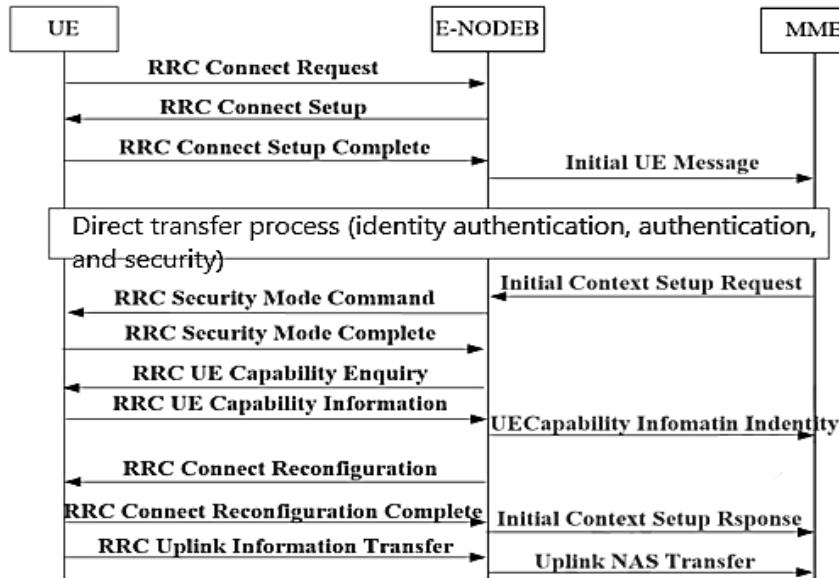 UE
E-NODEB
MME
RRC Connect Request
RRC Connect Setup
RRC Connect Setup Complete
Initial UE Message
Direct transfer process (identity authentication, authentication,
and security)
Initial Context Setup Request
RRC Security Mode Command
RRC Security Mode Complete
RRC UE Capability Enquiry
RRC UE Capability Information
UECapability Infomatin Indentity
RRC Connect Reconfiguration
RRC Connect Reconfiguration Complete
Initial Context Setup Rsponse
RRC Uplink Information Transfer
Uplink NAS Transfer